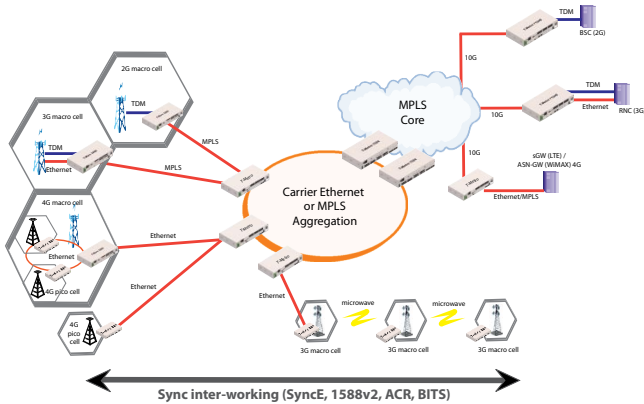 TDM
BSC (2G)
10G
2G macro cell
TDM
MPLS
Core
TDM
Ethernet
RNC (3G)
10G
3G macro cell
TDM
Ethernet
MPLS
MPLS
10G
sGW (LTE) /
ASN-GW (WiMAX) 4G
Ethernet/MPLS
Carrier Ethernet
or MPLS
Aggregation
4G macro cell
Ethernet
4G pico cell
Ethernet
Ethernet
Ethernet
4G
pico
cell
microwave
microwave
3G macro cell
3G macro cell
3G macro cell
Sync inter-working (SyncE, 1588v2, ACR, BITS)